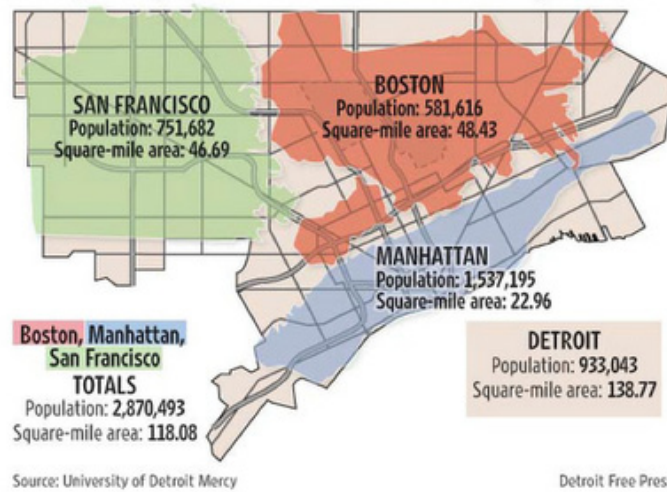 SAN FRANCISCO
Population: 751,682
Square-mile area: 46.69
BOSTON
Population: 581,616
Square-mile area: 48.43
MANHATTAN
Population: 1,537,195
Square-mile area: 22.96
Boston, Manhattan,
San Francisco
TOTALS
Population: 2,870,493
Square-mile area: 118.08
DETROIT
Population: 933,043
Square-mile area: 138.77
Source: University of Detroit Mercy
Detroit Free Pres